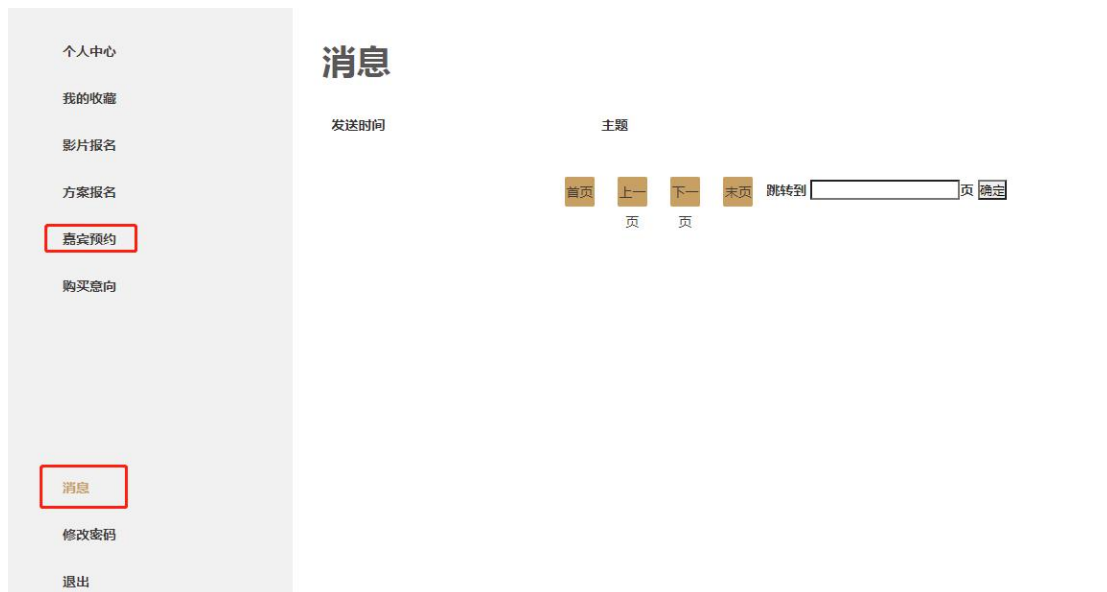 个人中心
我的收藏
影片报名
方案报名
嘉宾预约
购买意向
消息
修改密码
退出
消息
发送时间 主题
首页 上一页 下一页 末页 跳转到 页 确定